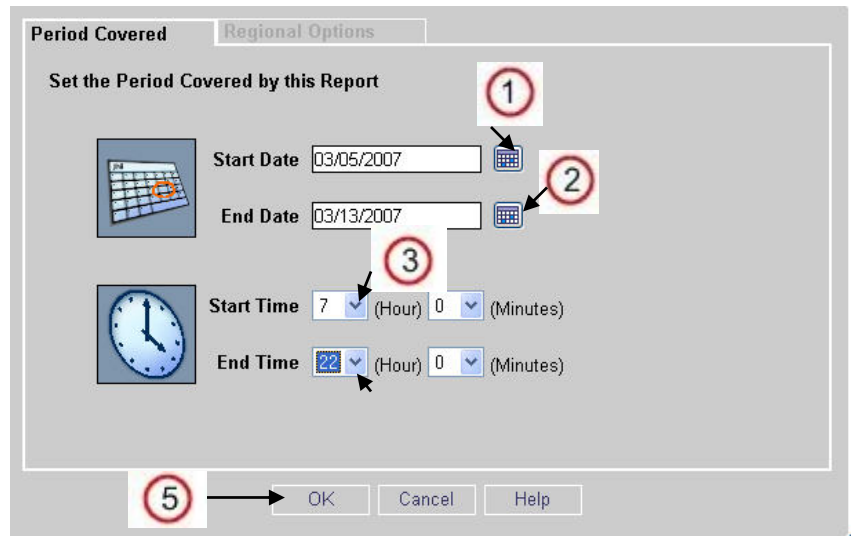 Period Covered Regional Options
Set the Period Covered by this Report
1
Start Date 03/05/2007
2
End Date 03/13/2007
3
Start Time 7 (Hour) 0 (Minutes)
End Time 22 (Hour) 0 (Minutes)
5 OK Cancel Help